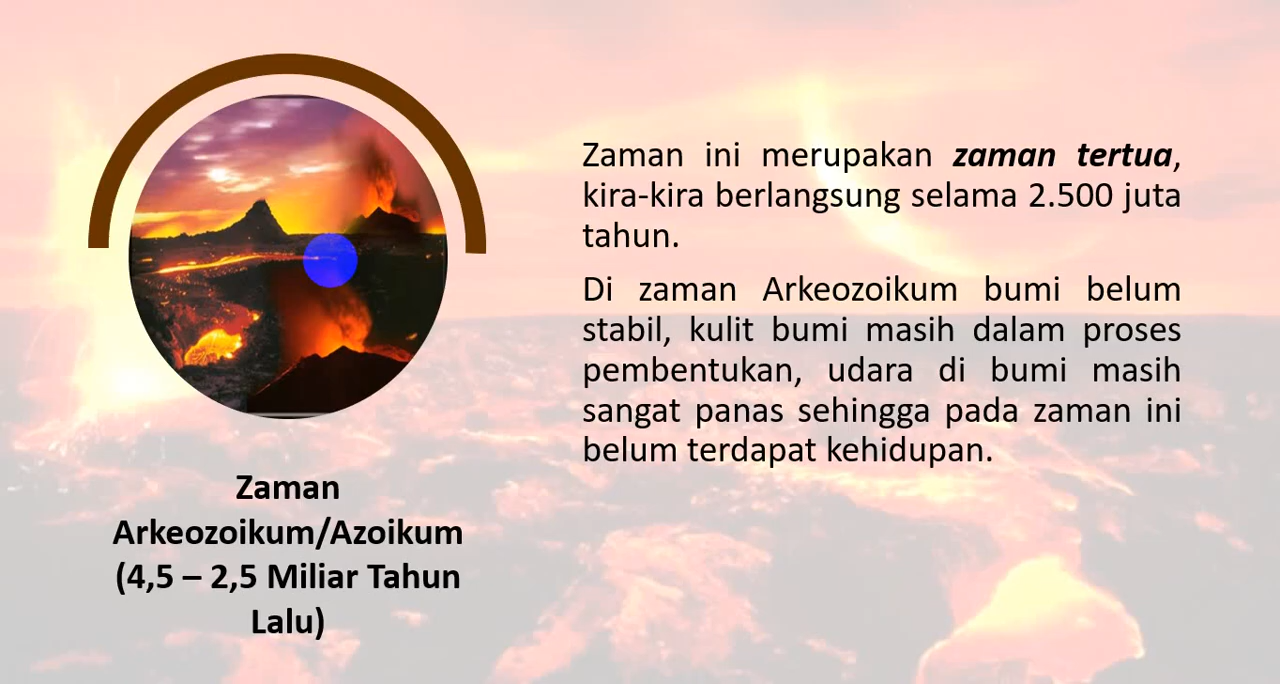 Zaman ini merupakan zaman tertua,
kira-kira berlangsung selama 2.500 juta
tahun.
Di zaman Arkeozoikum bumi belum
stabil, kulit bumi masih dalam proses
pembentukan, udara di bumi masih
sangat panas sehingga pada zaman ini
belum terdapat kehidupan.
Zaman
Arkeozoikum/Azoikum
(4,5 – 2,5 Miliar Tahun
Lalu)